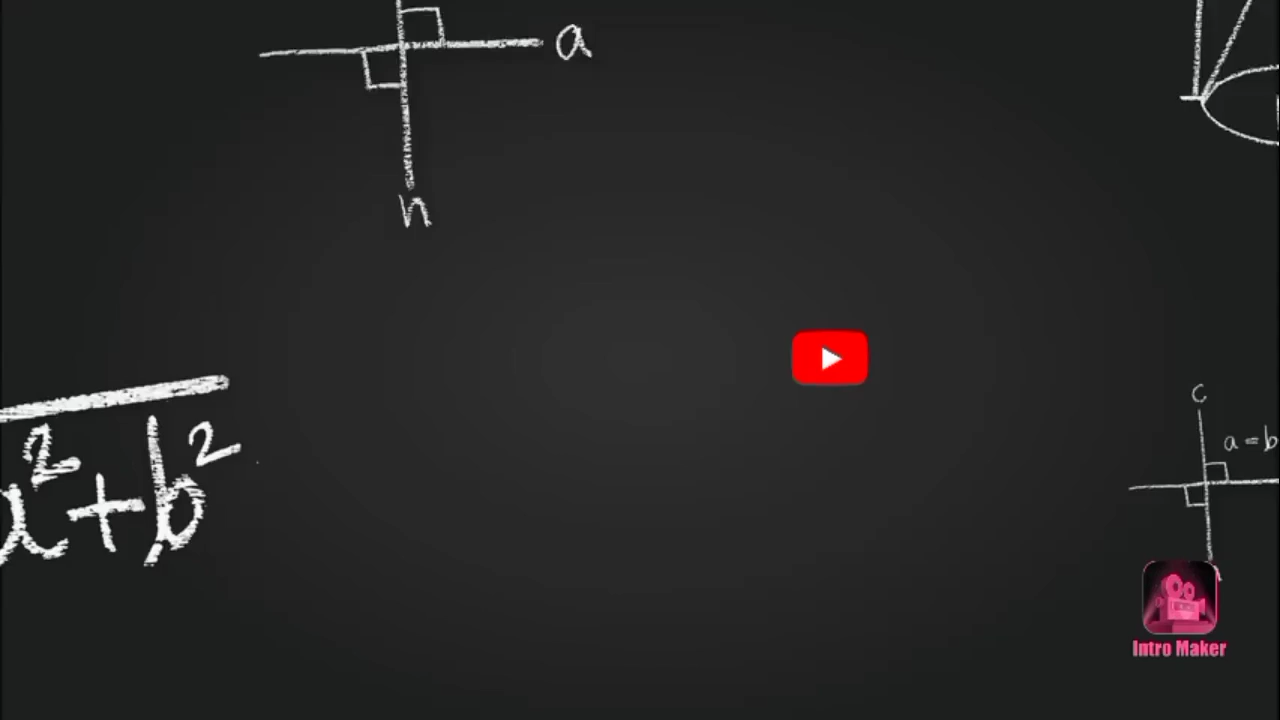 a
n
a²+b²
c
a=b
Intro Maker